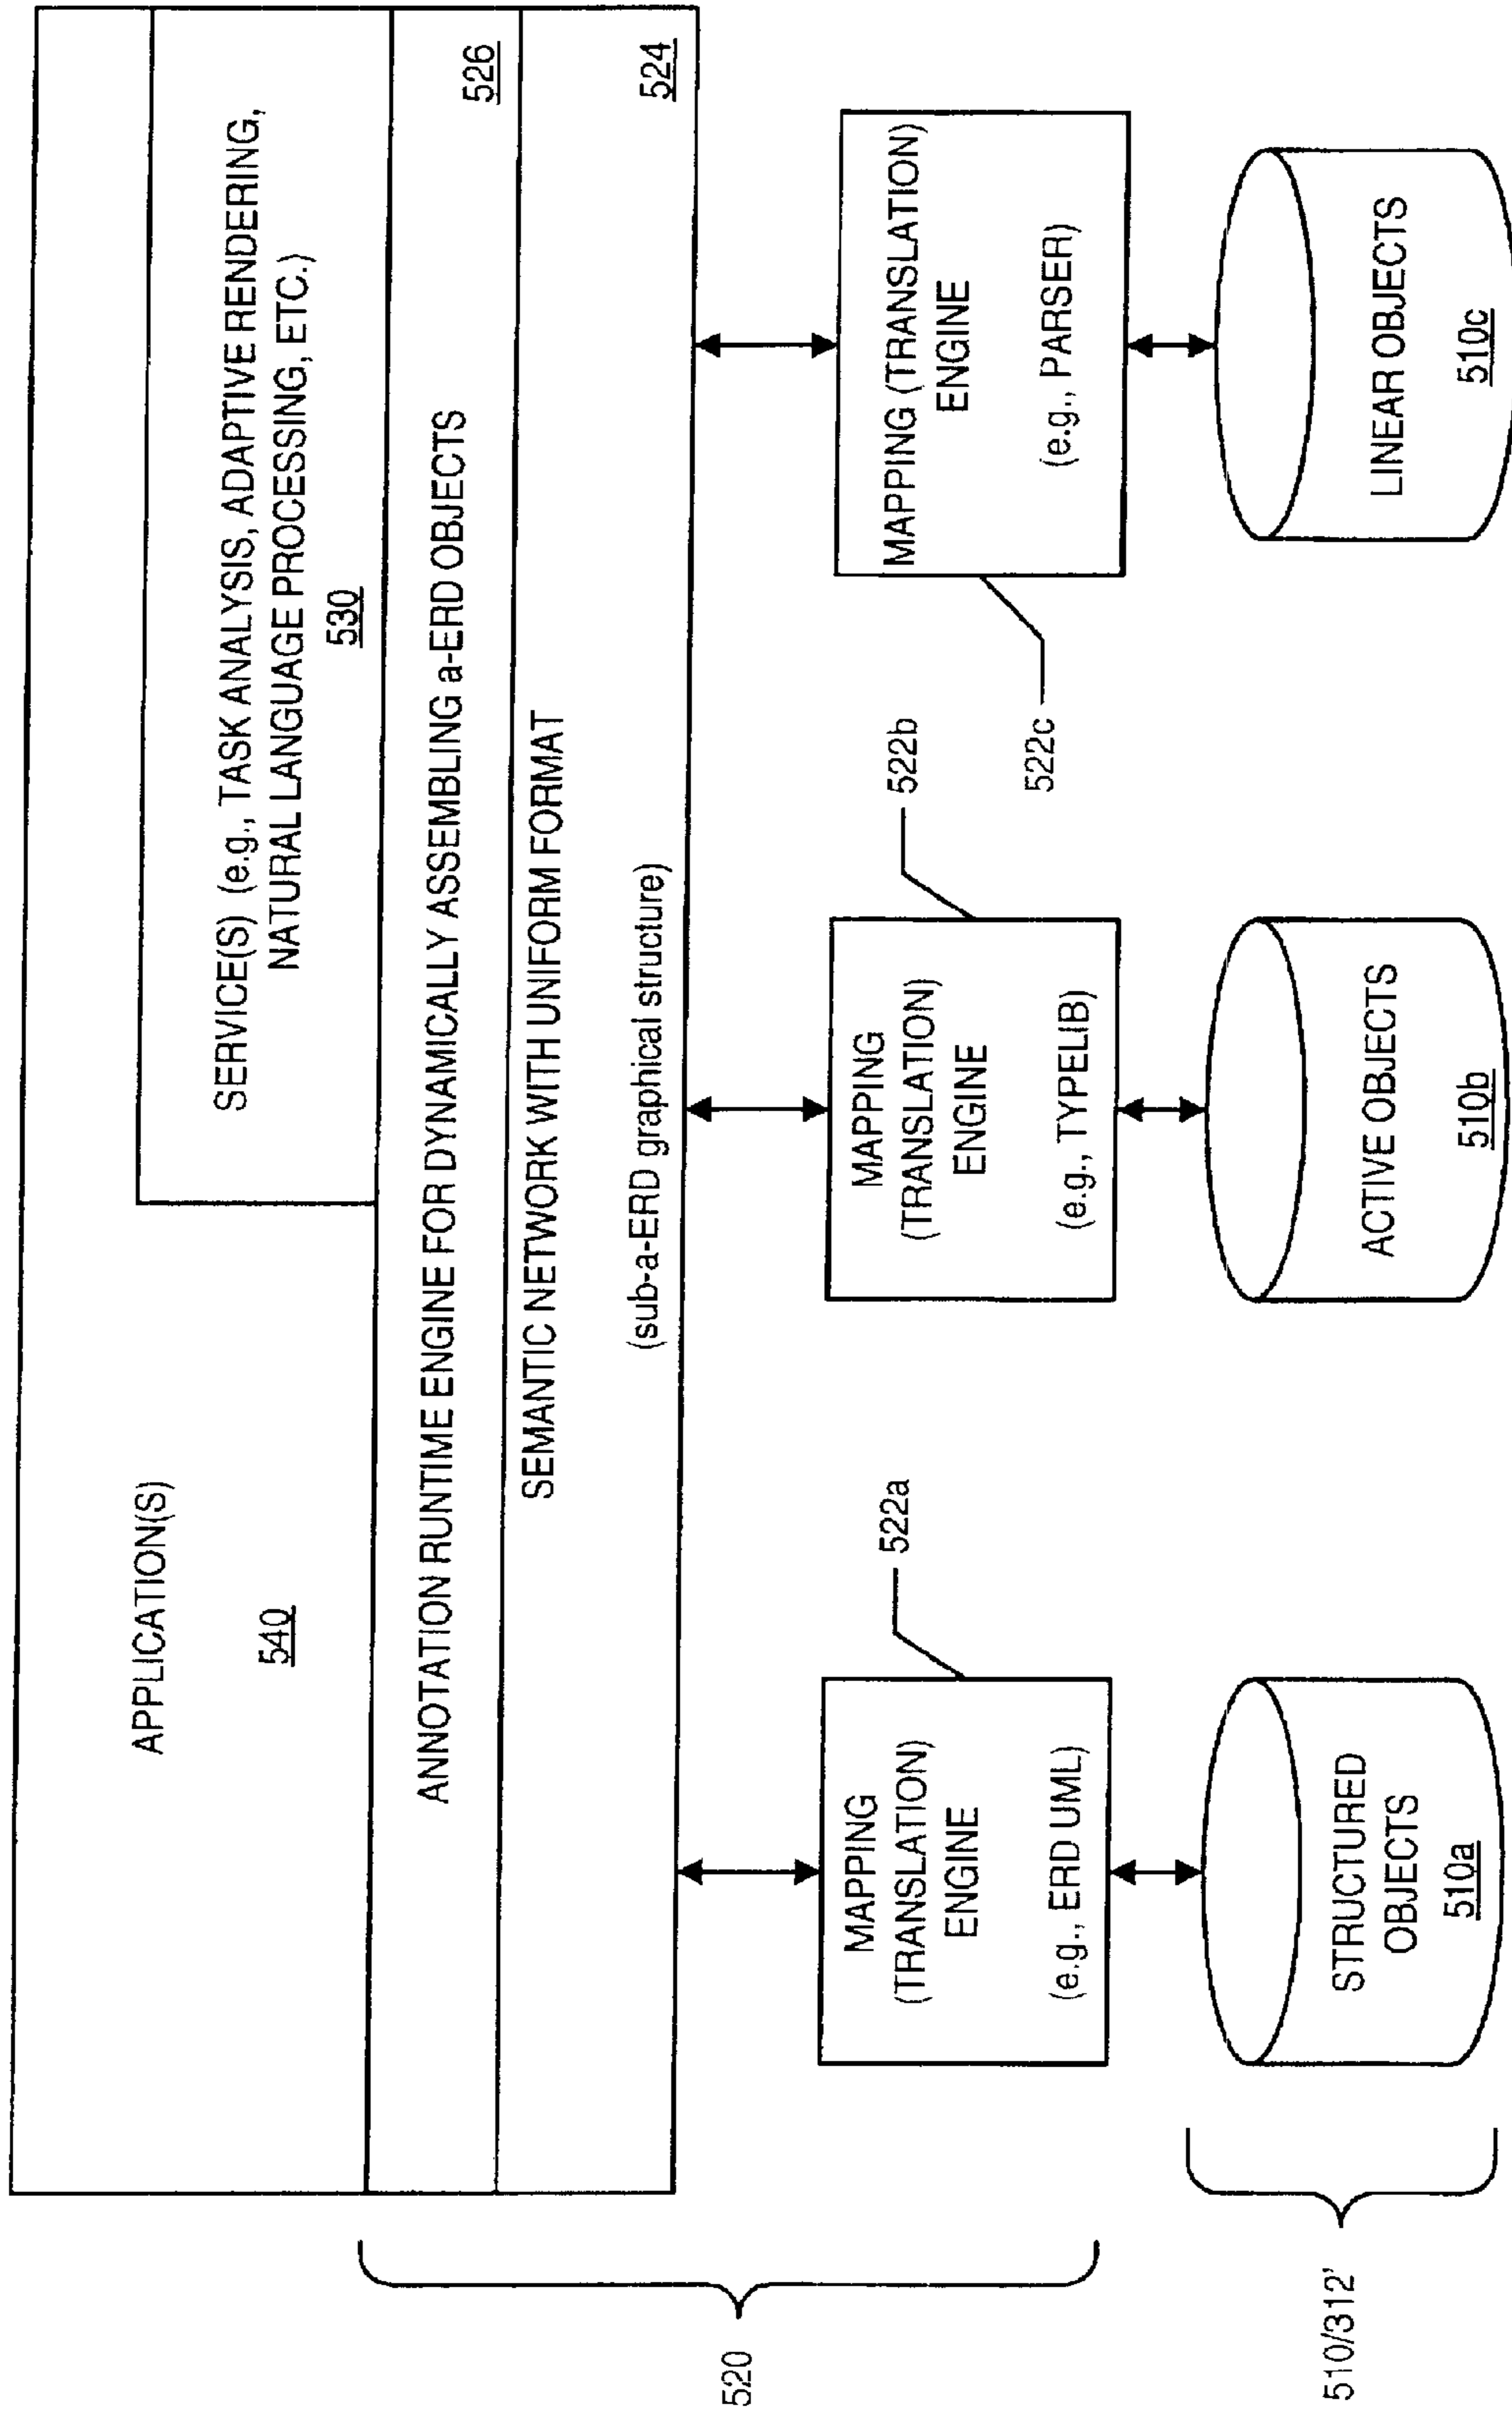 APPLICATION(S)
540
SERVICE(S) (e.g., TASK ANALYSIS, ADAPTIVE RENDERING,
NATURAL LANGUAGE PROCESSING, ETC.)
530
ANNOTATION RUNTIME ENGINE FOR DYNAMICALLY ASSEMBLING a-ERD OBJECTS
526
SEMANTIC NETWORK WITH UNIFORM FORMAT
(sub-a-ERD graphical structure)
524
520
MAPPING
(TRANSLATION)
ENGINE
(e.g., ERD UML)
522a
MAPPING
(TRANSLATION)
ENGINE
(e.g., TYPELIB)
522b
MAPPING (TRANSLATION)
ENGINE
(e.g., PARSER)
522c
510/312'
STRUCTURED
OBJECTS
510a
ACTIVE OBJECTS
510b
LINEAR OBJECTS
510c